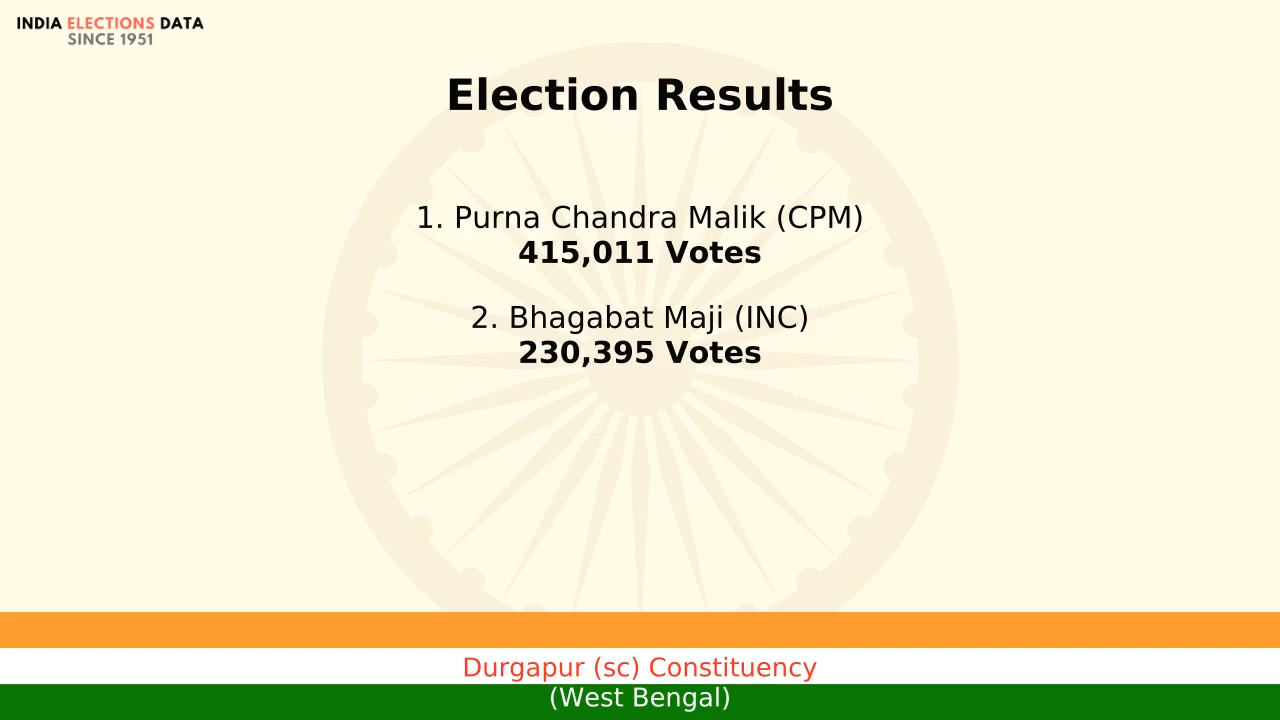 INDIA ELECTIONS DATA
SINCE 1951
Election Results
1. Purna Chandra Malik (CPM)
415,011 Votes
2. Bhagabat Maji (INC)
230,395 Votes
Durgapur (sc) Constituency
(West Bengal)